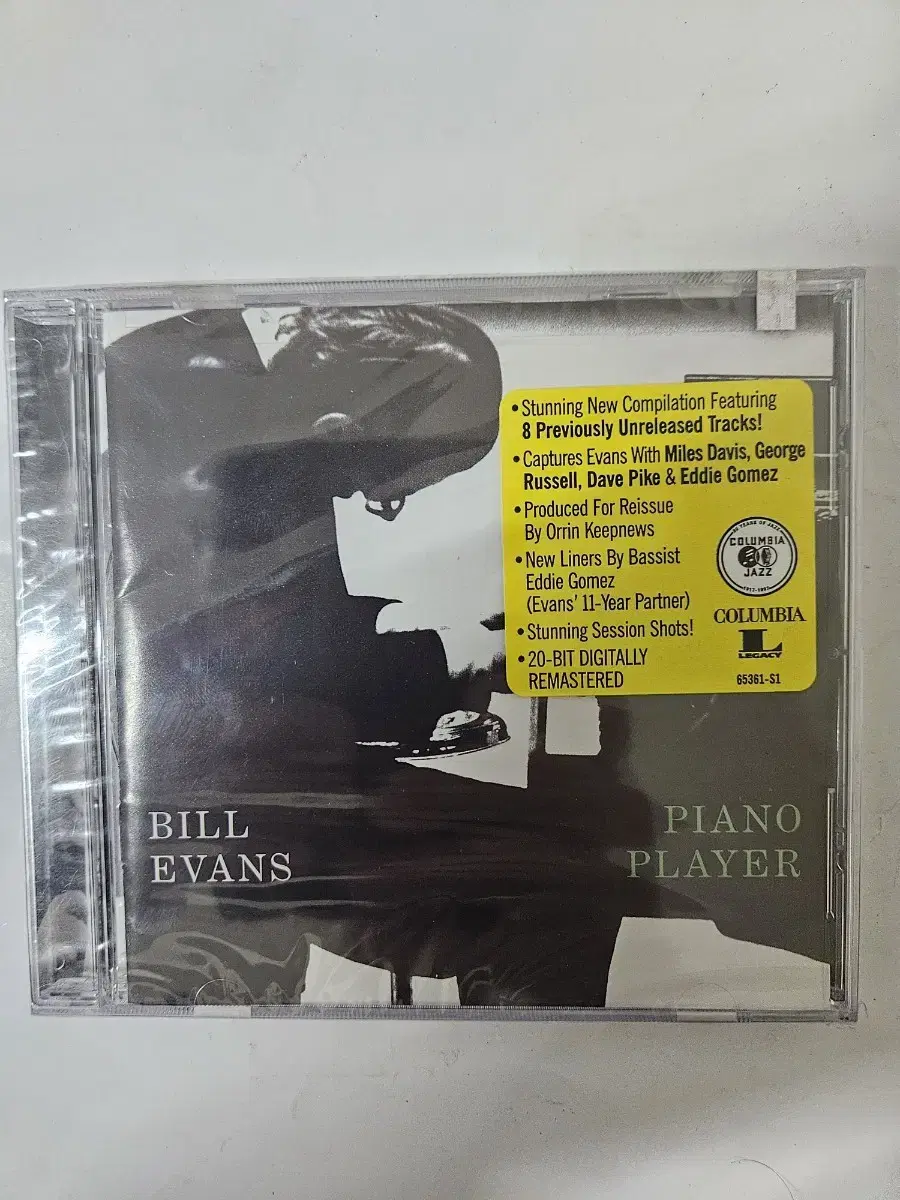 • Stunning New Compilation Featuring
8 Previously Unreleased Tracks!
• Captures Evans With Miles Davis, George
Russell, Dave Pike & Eddie Gomez
• Produced For Reissue
By Orrin Keepnews
• New Liners By Bassist
Eddie Gomez
(Evans' 11-Year Partner)
• Stunning Session Shots!
• 20-BIT DIGITALLY
REMASTERED
COLUMBIA
JAZZ
COLUMBIA
L
LEGACY
65361-S1
BILL
EVANS
PIANO
PLAYER